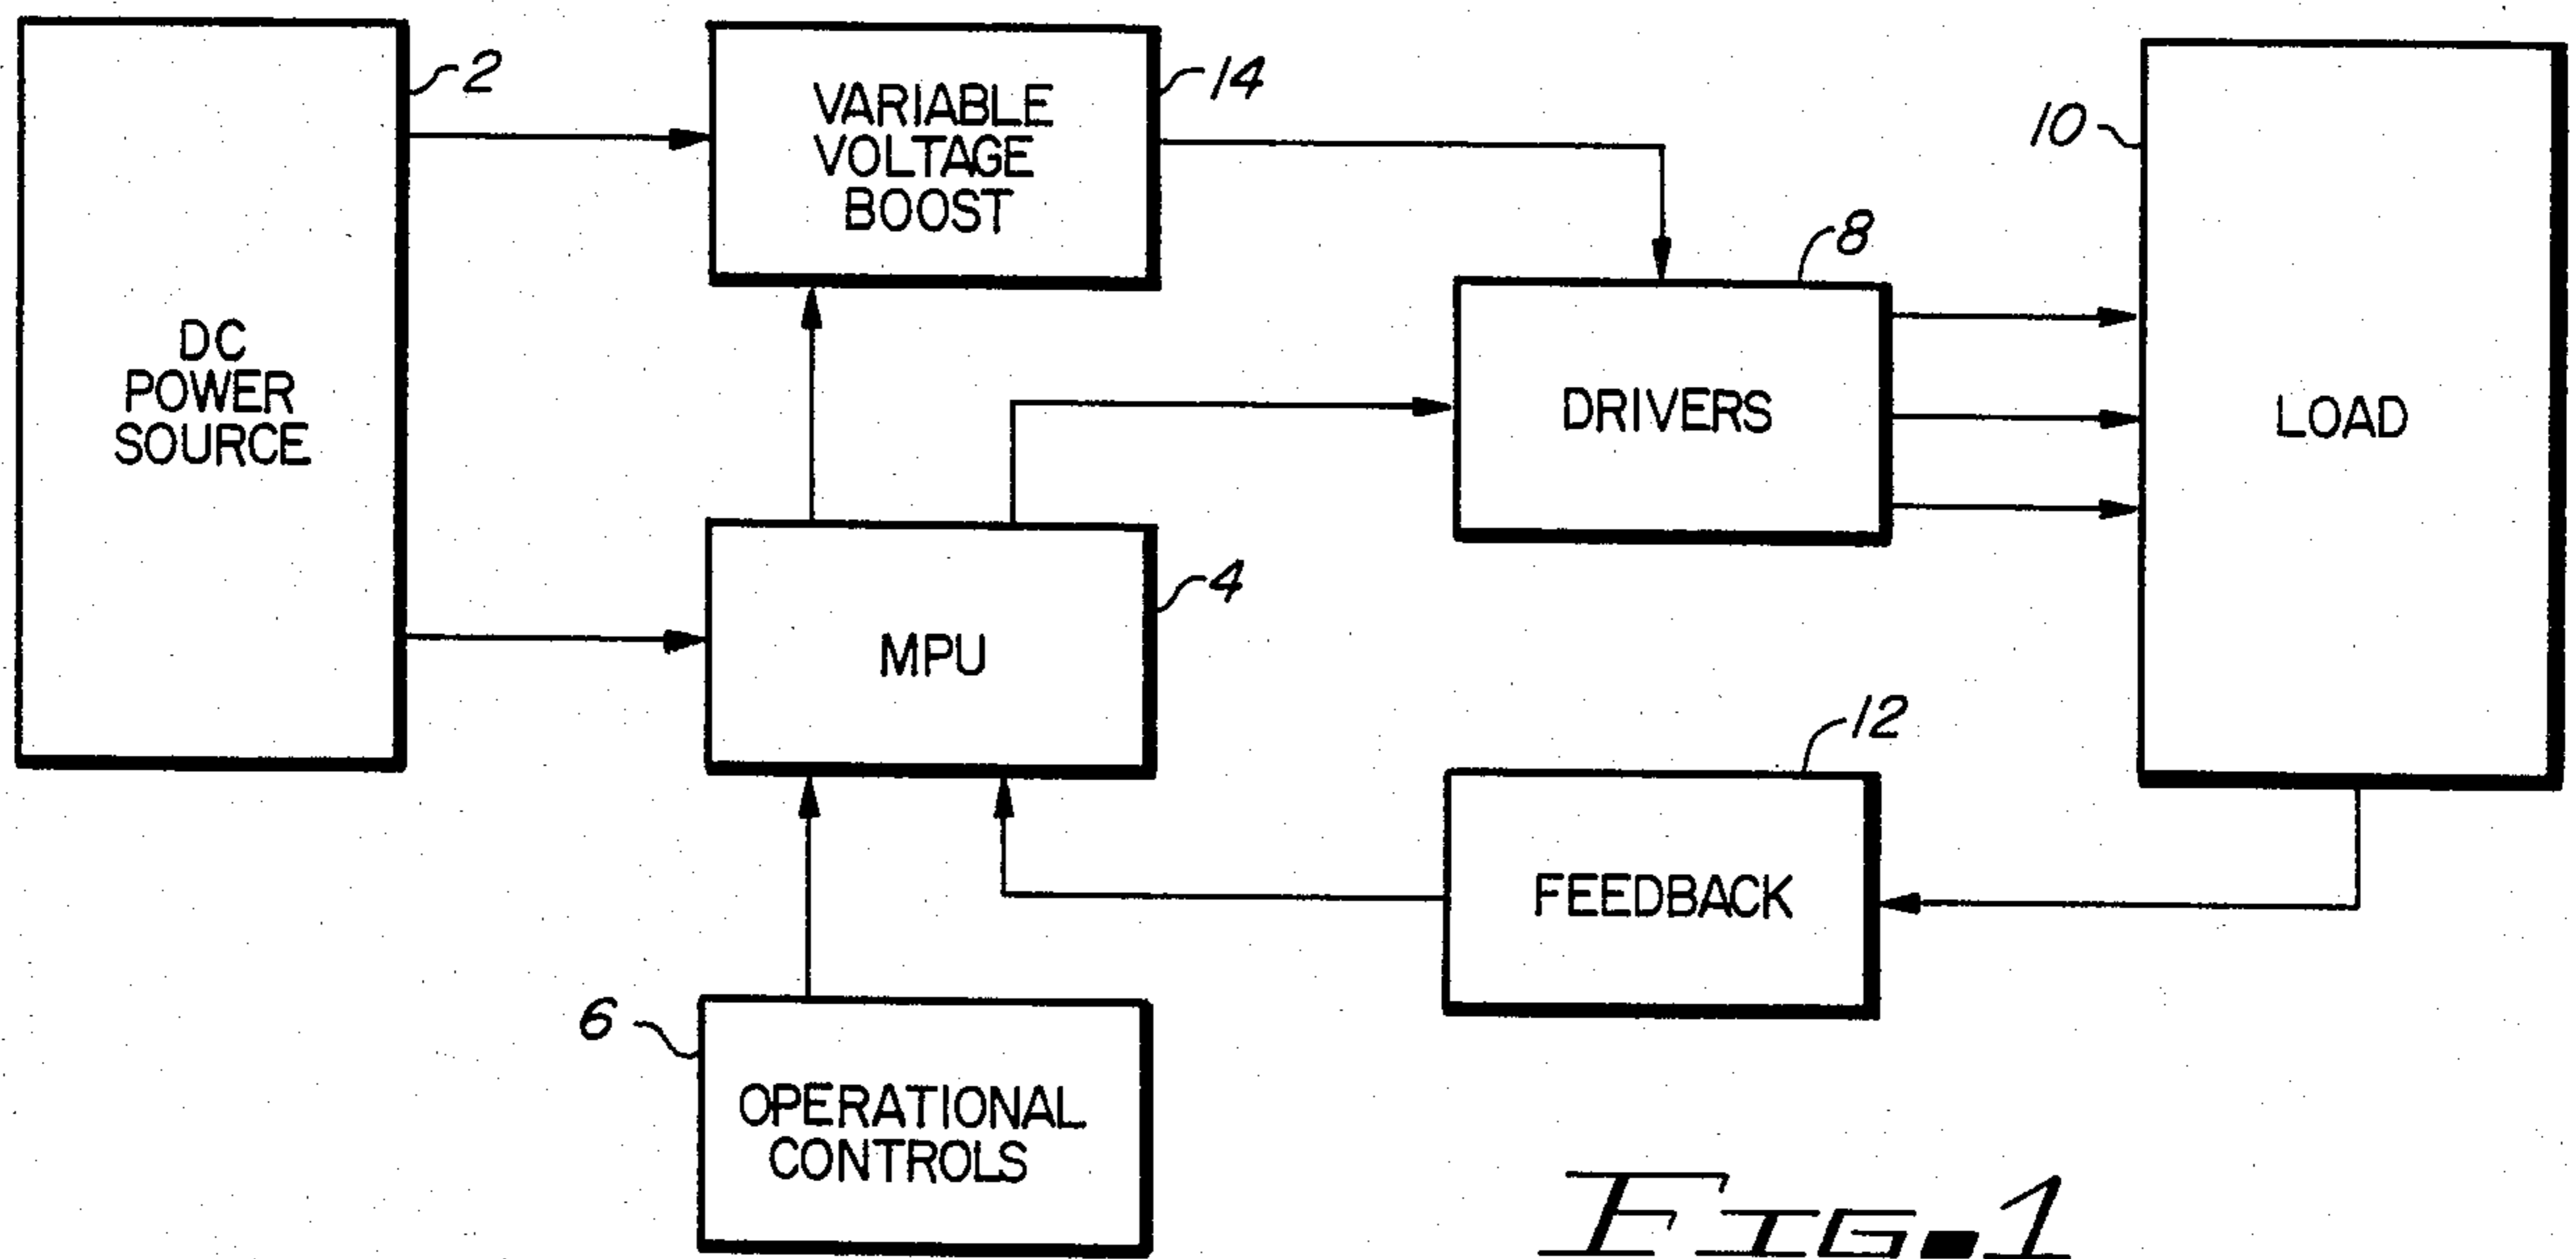 2
DC
POWER
SOURCE
14
VARIABLE
VOLTAGE
BOOST
8
DRIVERS
10
LOAD
4
MPU
12
FEEDBACK
6
OPERATIONAL
CONTROLS
FIG. 1